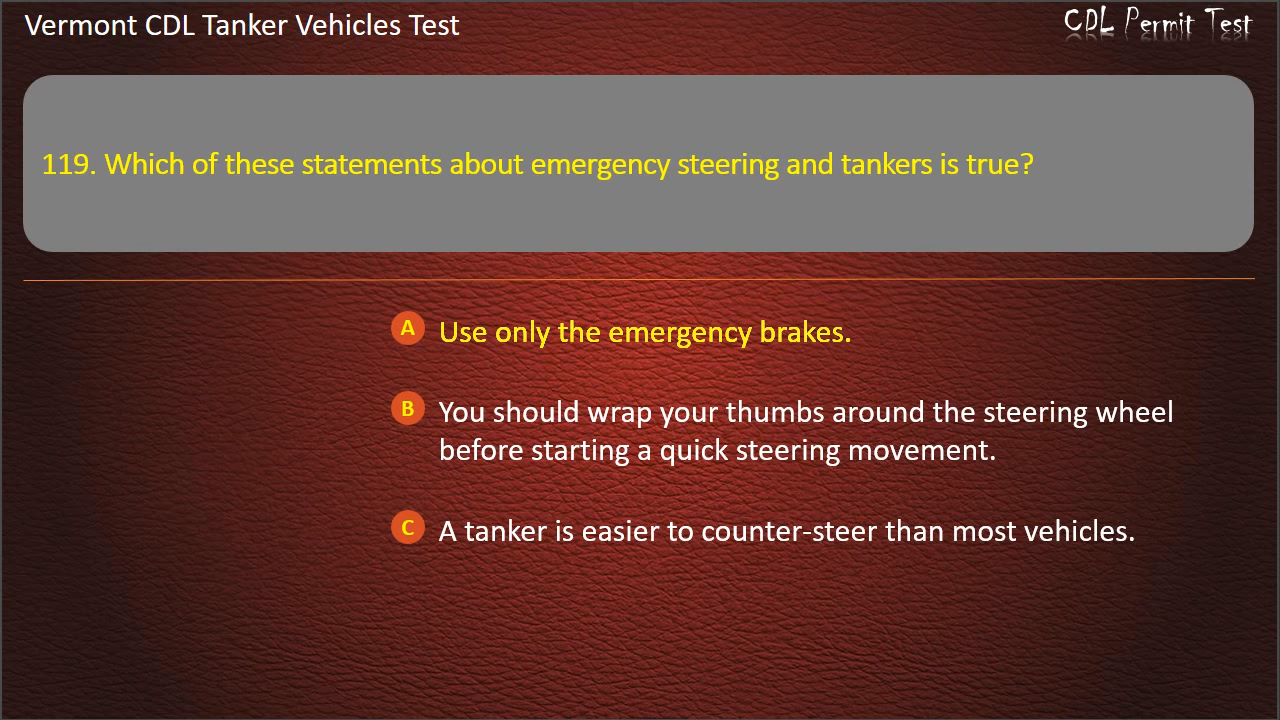 Vermont CDL Tanker Vehicles Test
CDL Permit Test
119. Which of these statements about emergency steering and tankers is true?
A Use only the emergency brakes.
B You should wrap your thumbs around the steering wheel
before starting a quick steering movement.
C A tanker is easier to counter-steer than most vehicles.